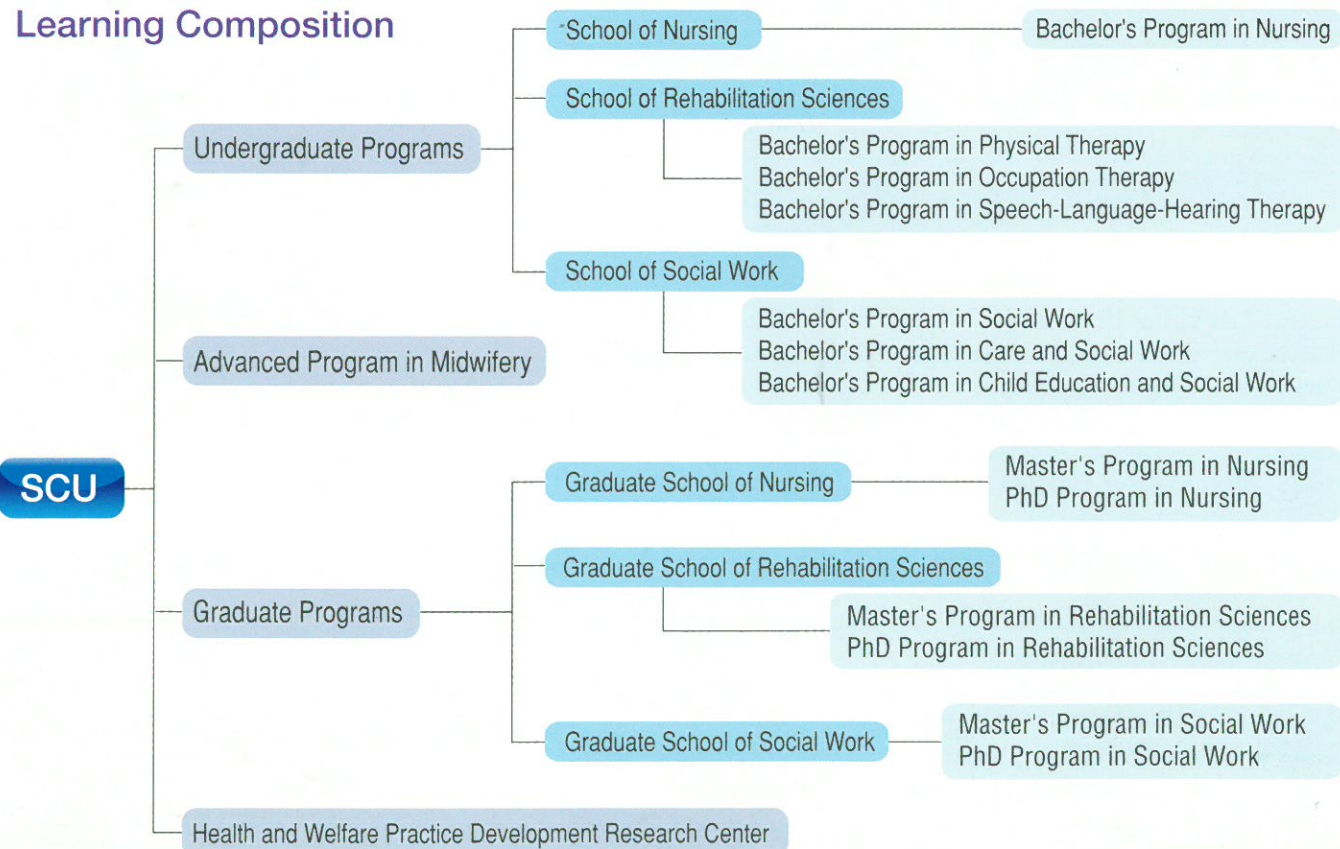 Learning Composition
SCU
Undergraduate Programs
School of Nursing
Bachelor's Program in Nursing
School of Rehabilitation Sciences
Bachelor's Program in Physical Therapy
Bachelor's Program in Occupation Therapy
Bachelor's Program in Speech-Language-Hearing Therapy
School of Social Work
Bachelor's Program in Social Work
Bachelor's Program in Care and Social Work
Bachelor's Program in Child Education and Social Work
Advanced Program in Midwifery
Graduate Programs
Graduate School of Nursing
Master's Program in Nursing
PhD Program in Nursing
Graduate School of Rehabilitation Sciences
Master's Program in Rehabilitation Sciences
PhD Program in Rehabilitation Sciences
Graduate School of Social Work
Master's Program in Social Work
PhD Program in Social Work
Health and Welfare Practice Development Research Center